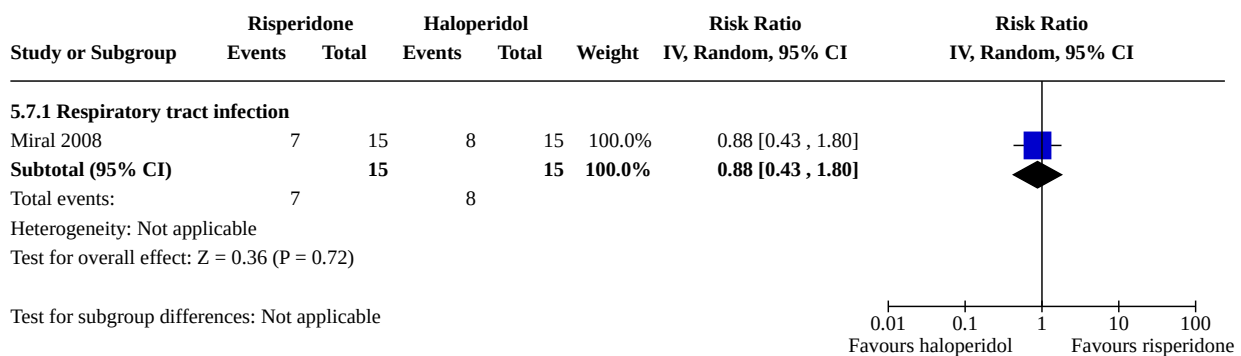 Risperidone Haloperidol Risk Ratio Risk Ratio
Study or Subgroup Events Total Events Total Weight IV, Random, 95% CI IV, Random, 95% CI
5.7.1 Respiratory tract infection
Miral 2008 7 15 8 15 100.0% 0.88 [0.43 , 1.80]
Subtotal (95% CI) 15 15 100.0% 0.88 [0.43 , 1.80]
Total events: 7 8
Heterogeneity: Not applicable
Test for overall effect: Z = 0.36 (P = 0.72)
Test for subgroup differences: Not applicable
0.01 0.1 1 10 100
Favours haloperidol Favours risperidone